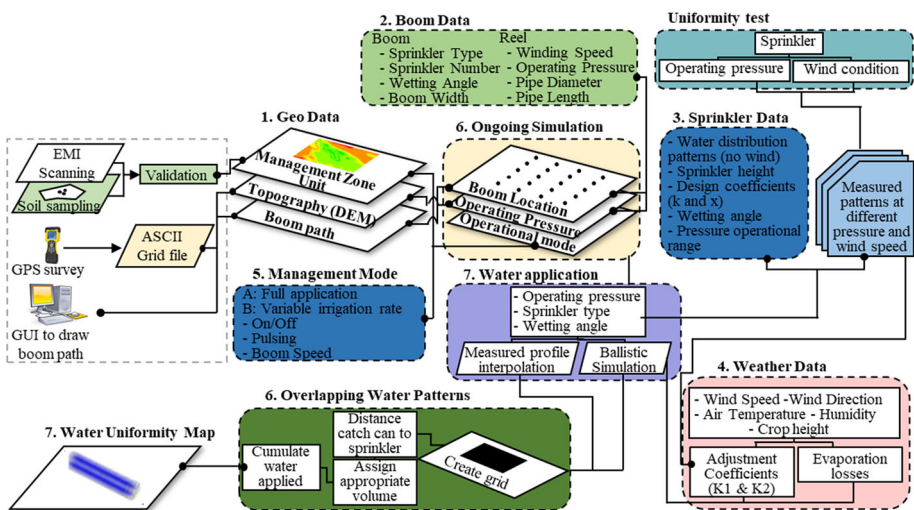 2. Boom Data
Boom
- Sprinkler Type
- Sprinkler Number
- Wetting Angle
- Boom Width
Reel
- Winding Speed
- Operating Pressure
- Pipe Diameter
- Pipe Length
Uniformity test
Sprinkler
Operating pressure
Wind condition
1. Geo Data
Management Zone
Unit
Topography (DEM)
Boom path
6. Ongoing Simulation
Boom Location
Operating Pressure
Operational mode
3. Sprinkler Data
- Water distribution
patterns (no wind)
- Sprinkler height
- Design coefficients
(k and x)
- Wetting angle
- Pressure operational
range
Measured
patterns at
different
pressure and
wind speed
EMI
Scanning
Soil sampling
Validation
GPS survey
ASCII
Grid file
GUI to draw
boom path
5. Management Mode
A: Full application
B: Variable irrigation rate
- On/Off
- Pulsing
- Boom Speed
7. Water application
- Operating pressure
- Sprinkler type
- Wetting angle
Measured profile
interpolation
Ballistic
Simulation
4. Weather Data
- Wind Speed -Wind Direction
- Air Temperature - Humidity
- Crop height
Adjustment
Coefficients
(K1 & K2)
Evaporation
losses
6. Overlapping Water Patterns
Distance
catch can to
sprinkler
Cumulate
water
applied
Assign
appropriate
volume
Create grid
7. Water Uniformity Map